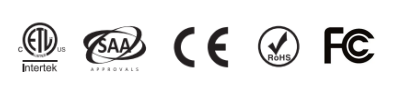 C ETL US
Intertek
SAA
APPROVALS
CE
RoHS
FC